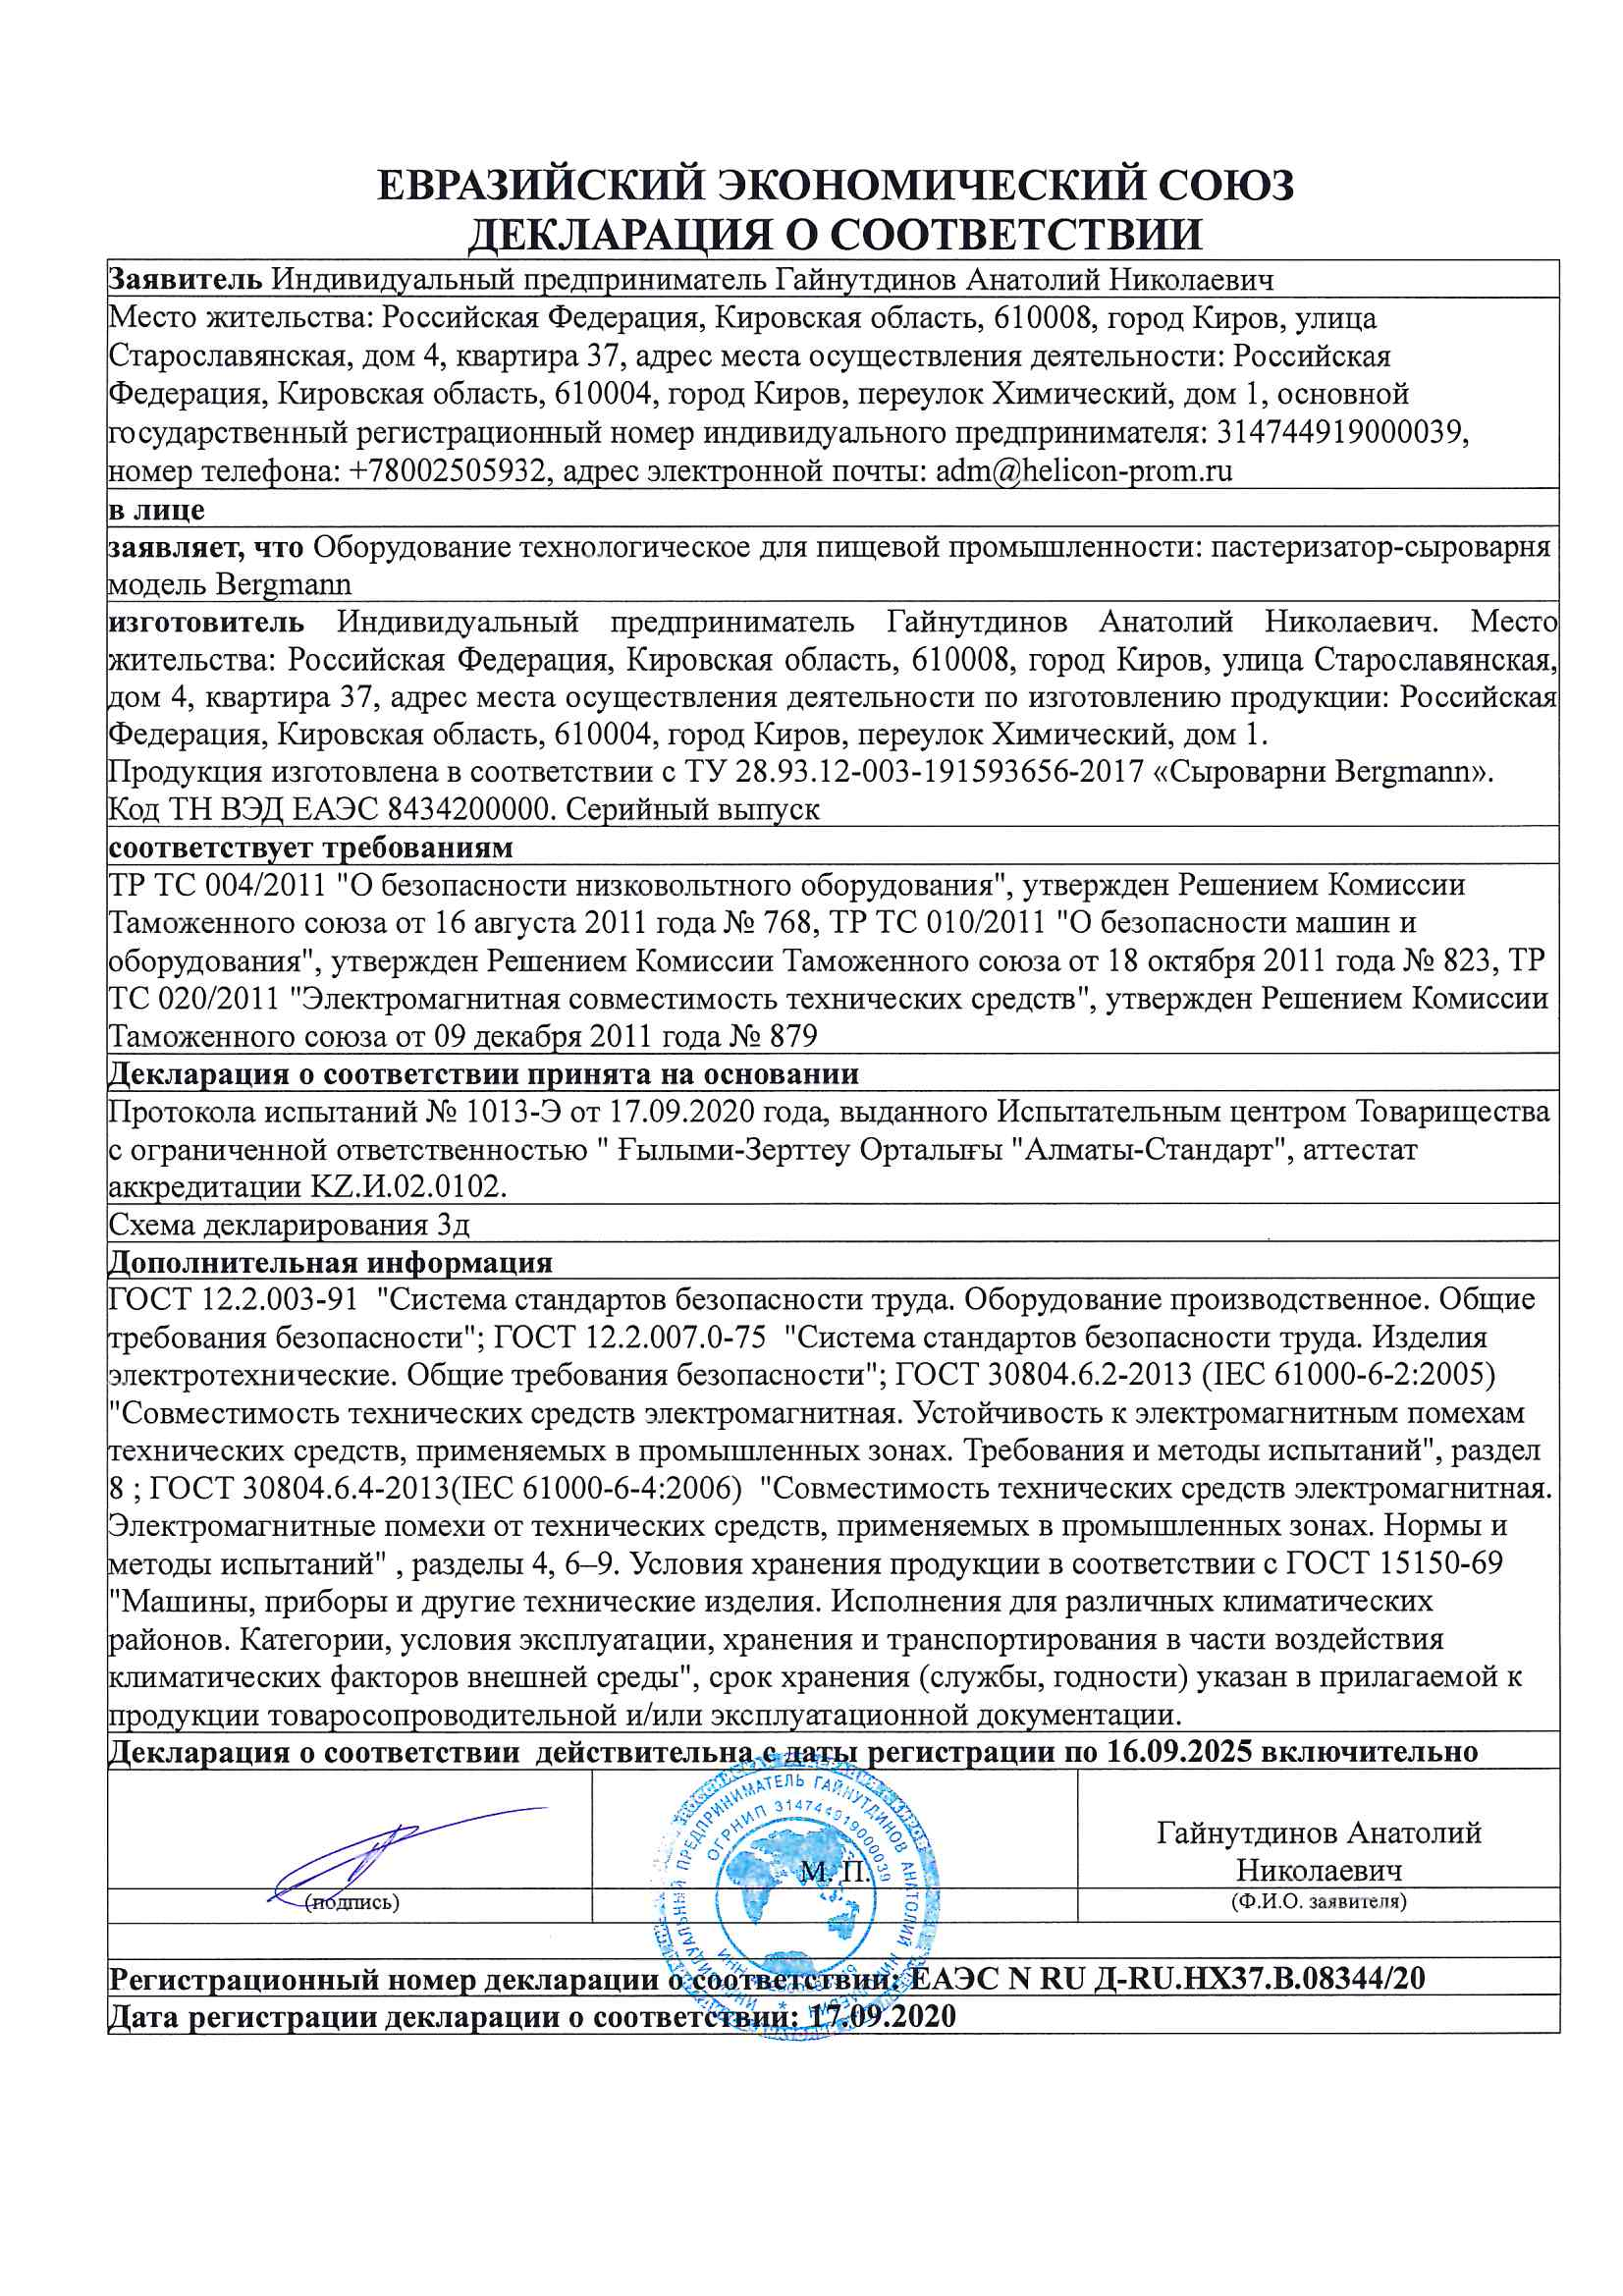 ЕВРАЗИЙСКИЙ ЭКОНОМИЧЕСКИЙ СОЮЗ
ДЕКЛАРАЦИЯ О СООТВЕТСТВИИ
Заявитель Индивидуальный предприниматель Гайнутдинов Анатолий Николаевич
Место жительства: Российская Федерация, Кировская область, 610008, город Киров, улица
Старославянская, дом 4, квартира 37, адрес места осуществления деятельности: Российская
Федерация, Кировская область, 610004, город Киров, переулок Химический, дом 1, основной
государственный регистрационный номер индивидуального предпринимателя: 314744919000039,
номер телефона: +78002505932, адрес электронной почты: adm@helicon-prom.ru
в лице
заявляет, что Оборудование технологическое для пищевой промышленности: пастеризатор-сыроварня
модель Bergmann
изготовитель Индивидуальный предприниматель Гайнутдинов Анатолий Николаевич. Место
жительства: Российская Федерация, Кировская область, 610008, город Киров, улица Старославянская,
дом 4, квартира 37, адрес места осуществления деятельности по изготовлению продукции: Российская
Федерация, Кировская область, 610004, город Киров, переулок Химический, дом 1.
Продукция изготовлена в соответствии с ТУ 28.93.12-003-191593656-2017 «Сыроварни Bergmann».
Код ТН ВЭД ЕАЭС 8434200000. Серийный выпуск
соответствует требованиям
ТР ТС 004/2011 "О безопасности низковольтного оборудования", утвержден Решением Комиссии
Таможенного союза от 16 августа 2011 года № 768, ТР ТС 010/2011 "О безопасности машин и
оборудования", утвержден Решением Комиссии Таможенного союза от 18 октября 2011 года № 823, ТР
ТС 020/2011 "Электромагнитная совместимость технических средств", утвержден Решением Комиссии
Таможенного союза от 09 декабря 2011 года № 879
Декларация о соответствии принята на основании
Протокола испытаний № 1013-Э от 17.09.2020 года, выданного Испытательным центром Товарищества
с ограниченной ответственностью " Ғылыми-Зерттеу Орталығы "Алматы-Стандарт", аттестат
аккредитации KZ.И.02.0102.
Схема декларирования 3д
Дополнительная информация
ГОСТ 12.2.003-91 "Система стандартов безопасности труда. Оборудование производственное. Общие
требования безопасности"; ГОСТ 12.2.007.0-75 "Система стандартов безопасности труда. Изделия
электротехнические. Общие требования безопасности"; ГОСТ 30804.6.2-2013 (IEC 61000-6-2:2005)
"Совместимость технических средств электромагнитная. Устойчивость к электромагнитным помехам
технических средств, применяемых в промышленных зонах. Требования и методы испытаний", раздел
8 ; ГОСТ 30804.6.4-2013(IEC 61000-6-4:2006) "Совместимость технических средств электромагнитная.
Электромагнитные помехи от технических средств, применяемых в промышленных зонах. Нормы и
методы испытаний" , разделы 4, 6–9. Условия хранения продукции в соответствии с ГОСТ 15150-69
"Машины, приборы и другие технические изделия. Исполнения для различных климатических
районов. Категории, условия эксплуатации, хранения и транспортирования в части воздействия
климатических факторов внешней среды", срок хранения (службы, годности) указан в прилагаемой к
продукции товаросопроводительной и/или эксплуатационной документации.
Декларация о соответствии действительна с даты регистрации по 16.09.2025 включительно
ИНДИВИДУАЛЬНЫЙ ПРЕДПРИНИМАТЕЛЬ ГАЙНУТДИНОВ АНАТОЛИЙ НИКОЛАЕВИЧ
ОГРНИП 314744919000039
ИНН
М. П.
Гайнутдинов Анатолий
Николаевич
(подпись)
(Ф.И.О. заявителя)
Регистрационный номер декларации о соответствии: ЕАЭС N RU Д-RU.НХ37.В.08344/20
Дата регистрации декларации о соответствии: 17.09.2020